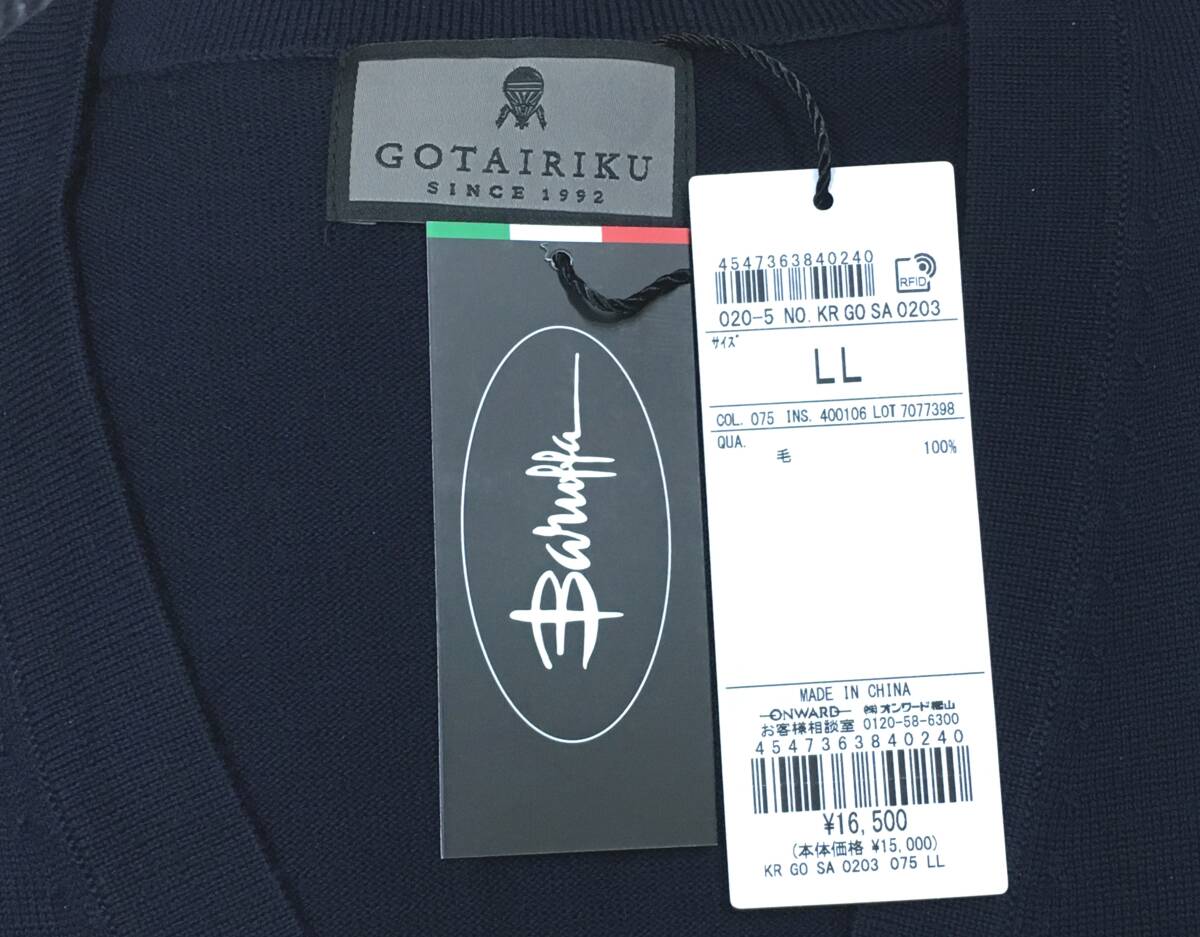 GOTAIRIKU
SINCE 1992
Baruffa
4547363840240
RFID
020-5 NO. KR GO SA 0203
サイズ
LL
COL. 075 INS. 400106 LOT 7077398
QUA.
毛 100%
MADE IN CHINA
ONWARD ㈱オンワード樫山
お客様相談室 0120-58-6300
4547363840240
¥16,500
(本体価格 ¥15,000)
KR GO SA 0203 075 LL